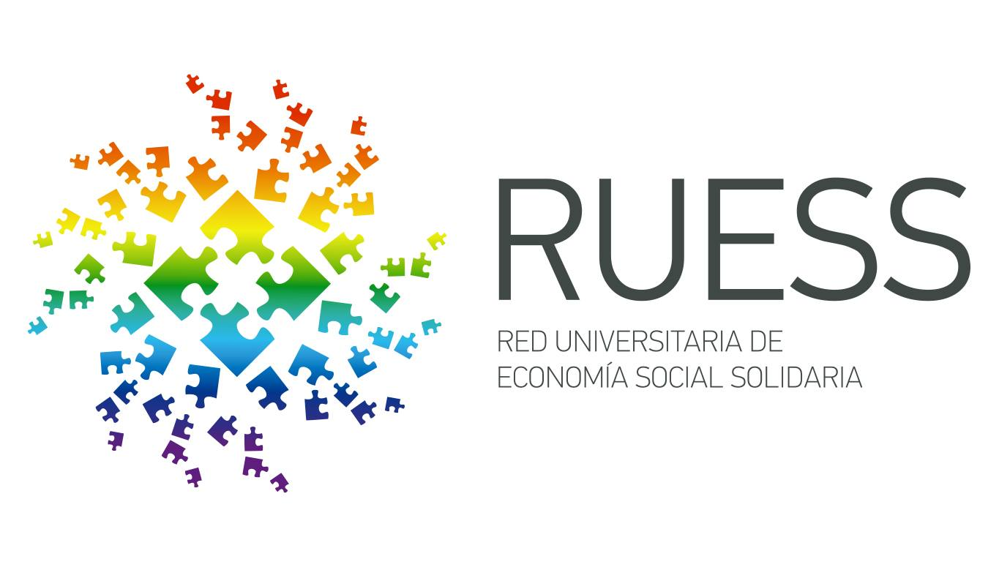 RUESS
RED UNIVERSITARIA DE
ECONOMÍA SOCIAL SOLIDARIA